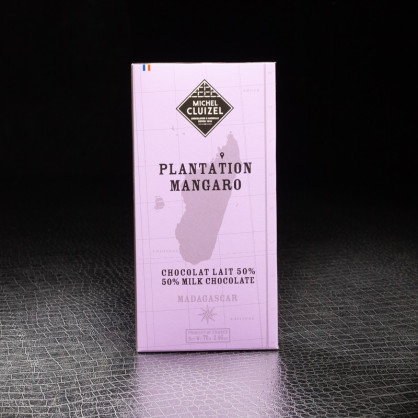 MICHEL
CLUIZEL
PLANTATION
MANGARO
CHOCOLAT LAIT 50%
50% MILK CHOCOLATE
MADAGASCAR